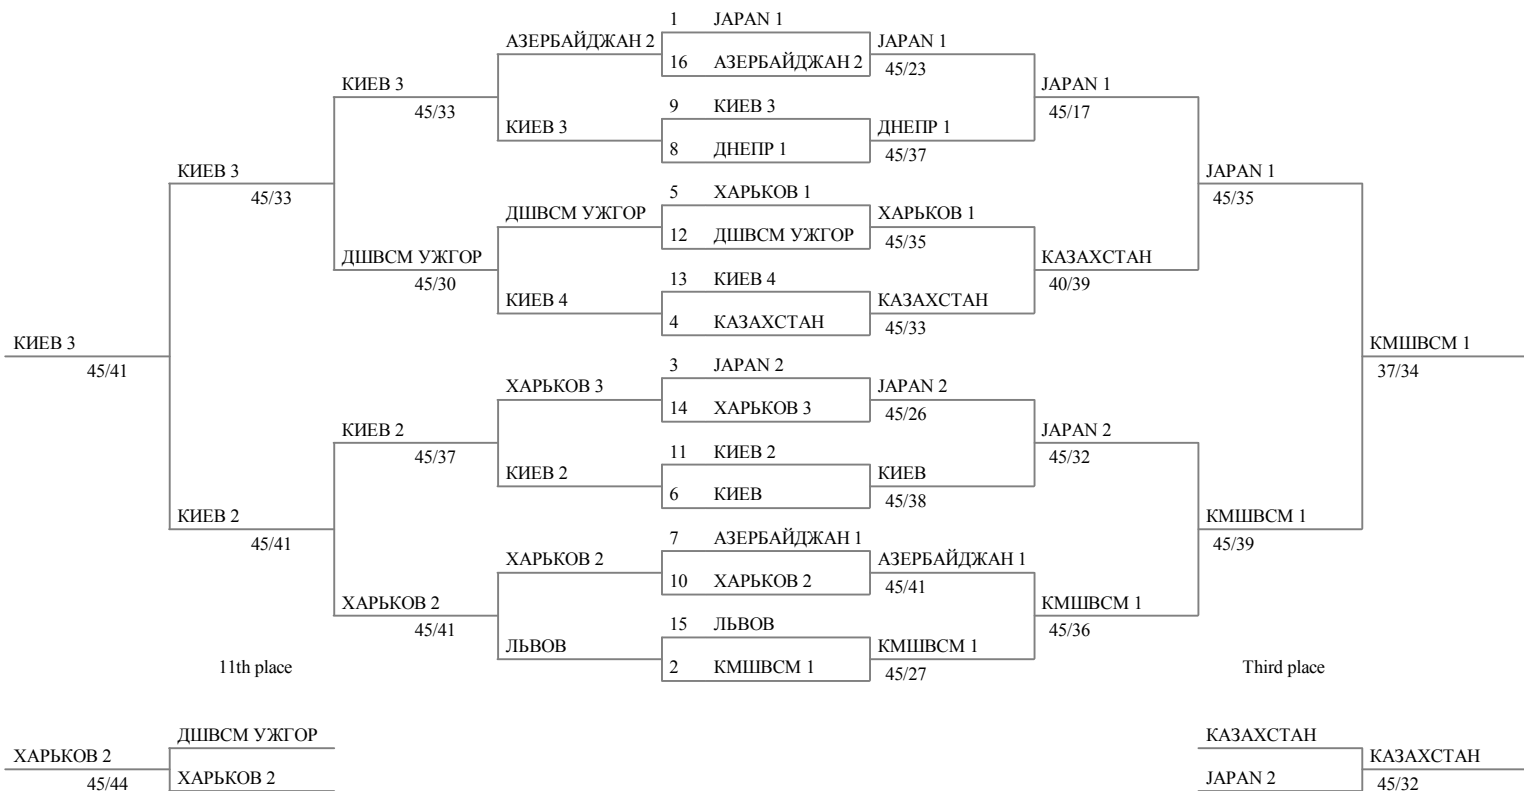 1 JAPAN 1
АЗЕРБАЙДЖАН 2 JAPAN 1
16 АЗЕРБАЙДЖАН 2 45/23
КИЕВ 3 JAPAN 1
45/33 9 КИЕВ 3 45/17
КИЕВ 3 ДНЕПР 1
8 ДНЕПР 1 45/37
КИЕВ 3 JAPAN 1
45/33 5 ХАРЬКОВ 1 45/35
ДШВСМ УЖГОР ХАРЬКОВ 1
12 ДШВСМ УЖГОР 45/35
ДШВСМ УЖГОР КАЗАХСТАН
45/30 13 КИЕВ 4 40/39
КИЕВ 4 КАЗАХСТАН
4 КАЗАХСТАН 45/33
КИЕВ 3 КМШВСМ 1
45/41 3 JAPAN 2 37/34
ХАРЬКОВ 3 JAPAN 2
14 ХАРЬКОВ 3 45/26
КИЕВ 2 JAPAN 2
45/37 11 КИЕВ 2 45/32
КИЕВ 2 КИЕВ
6 КИЕВ 45/38
КИЕВ 2 КМШВСМ 1
45/41 7 АЗЕРБАЙДЖАН 1 45/39
ХАРЬКОВ 2 АЗЕРБАЙДЖАН 1
10 ХАРЬКОВ 2 45/41
ХАРЬКОВ 2 КМШВСМ 1
45/41 15 ЛЬВОВ 45/36
ЛЬВОВ КМШВСМ 1
11th place 2 КМШВСМ 1 45/27 Third place
ДШВСМ УЖГОР КАЗАХСТАН
ХАРЬКОВ 2 КАЗАХСТАН
45/44 ХАРЬКОВ 2 JAPAN 2 45/32